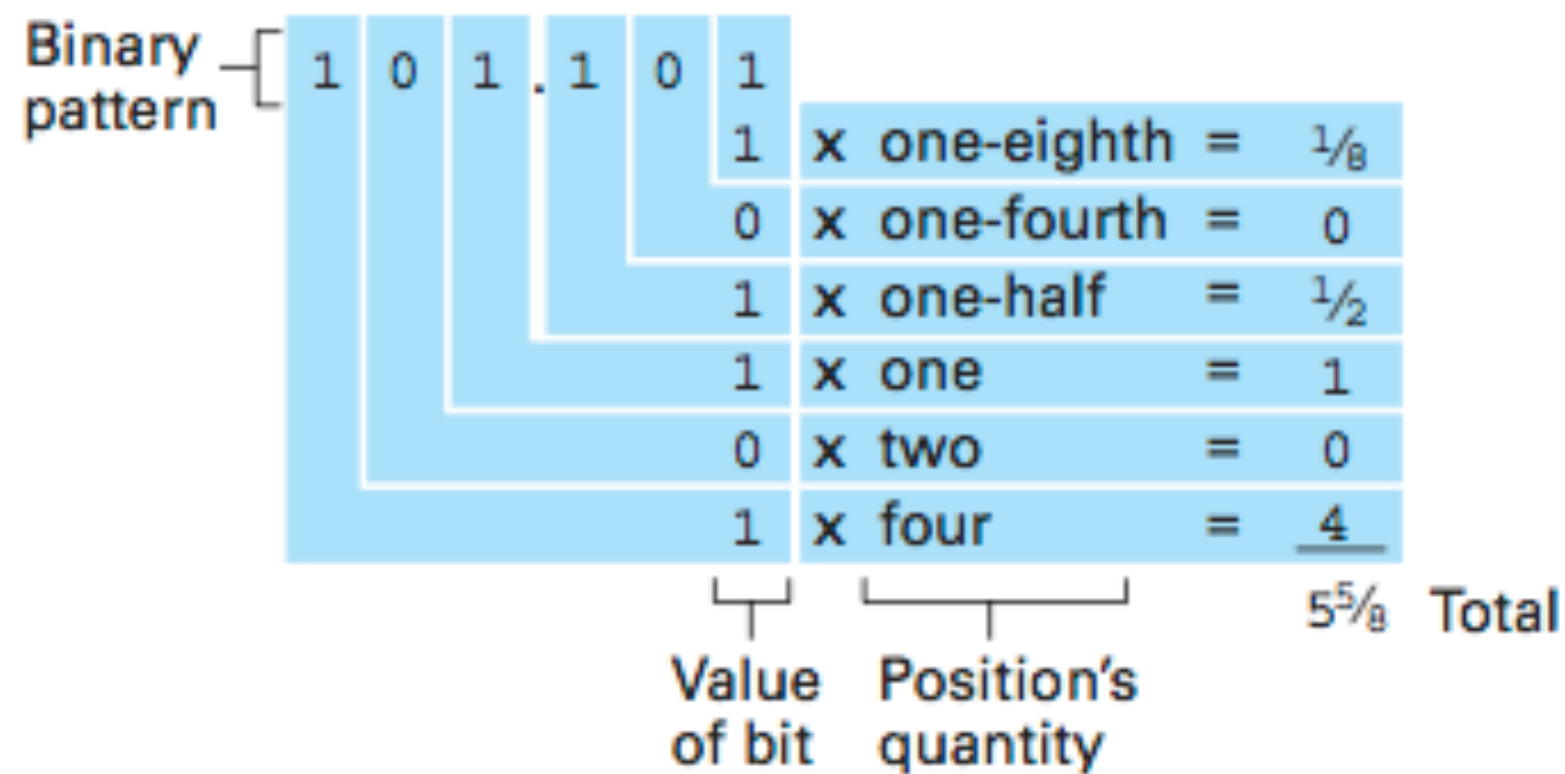 Binary
pattern
1 0 1 . 1 0 1
1 x one-eighth = 1/8
0 x one-fourth = 0
1 x one-half = 1/2
1 x one = 1
0 x two = 0
1 x four = 4
5 5/8 Total
Value
of bit
Position's
quantity